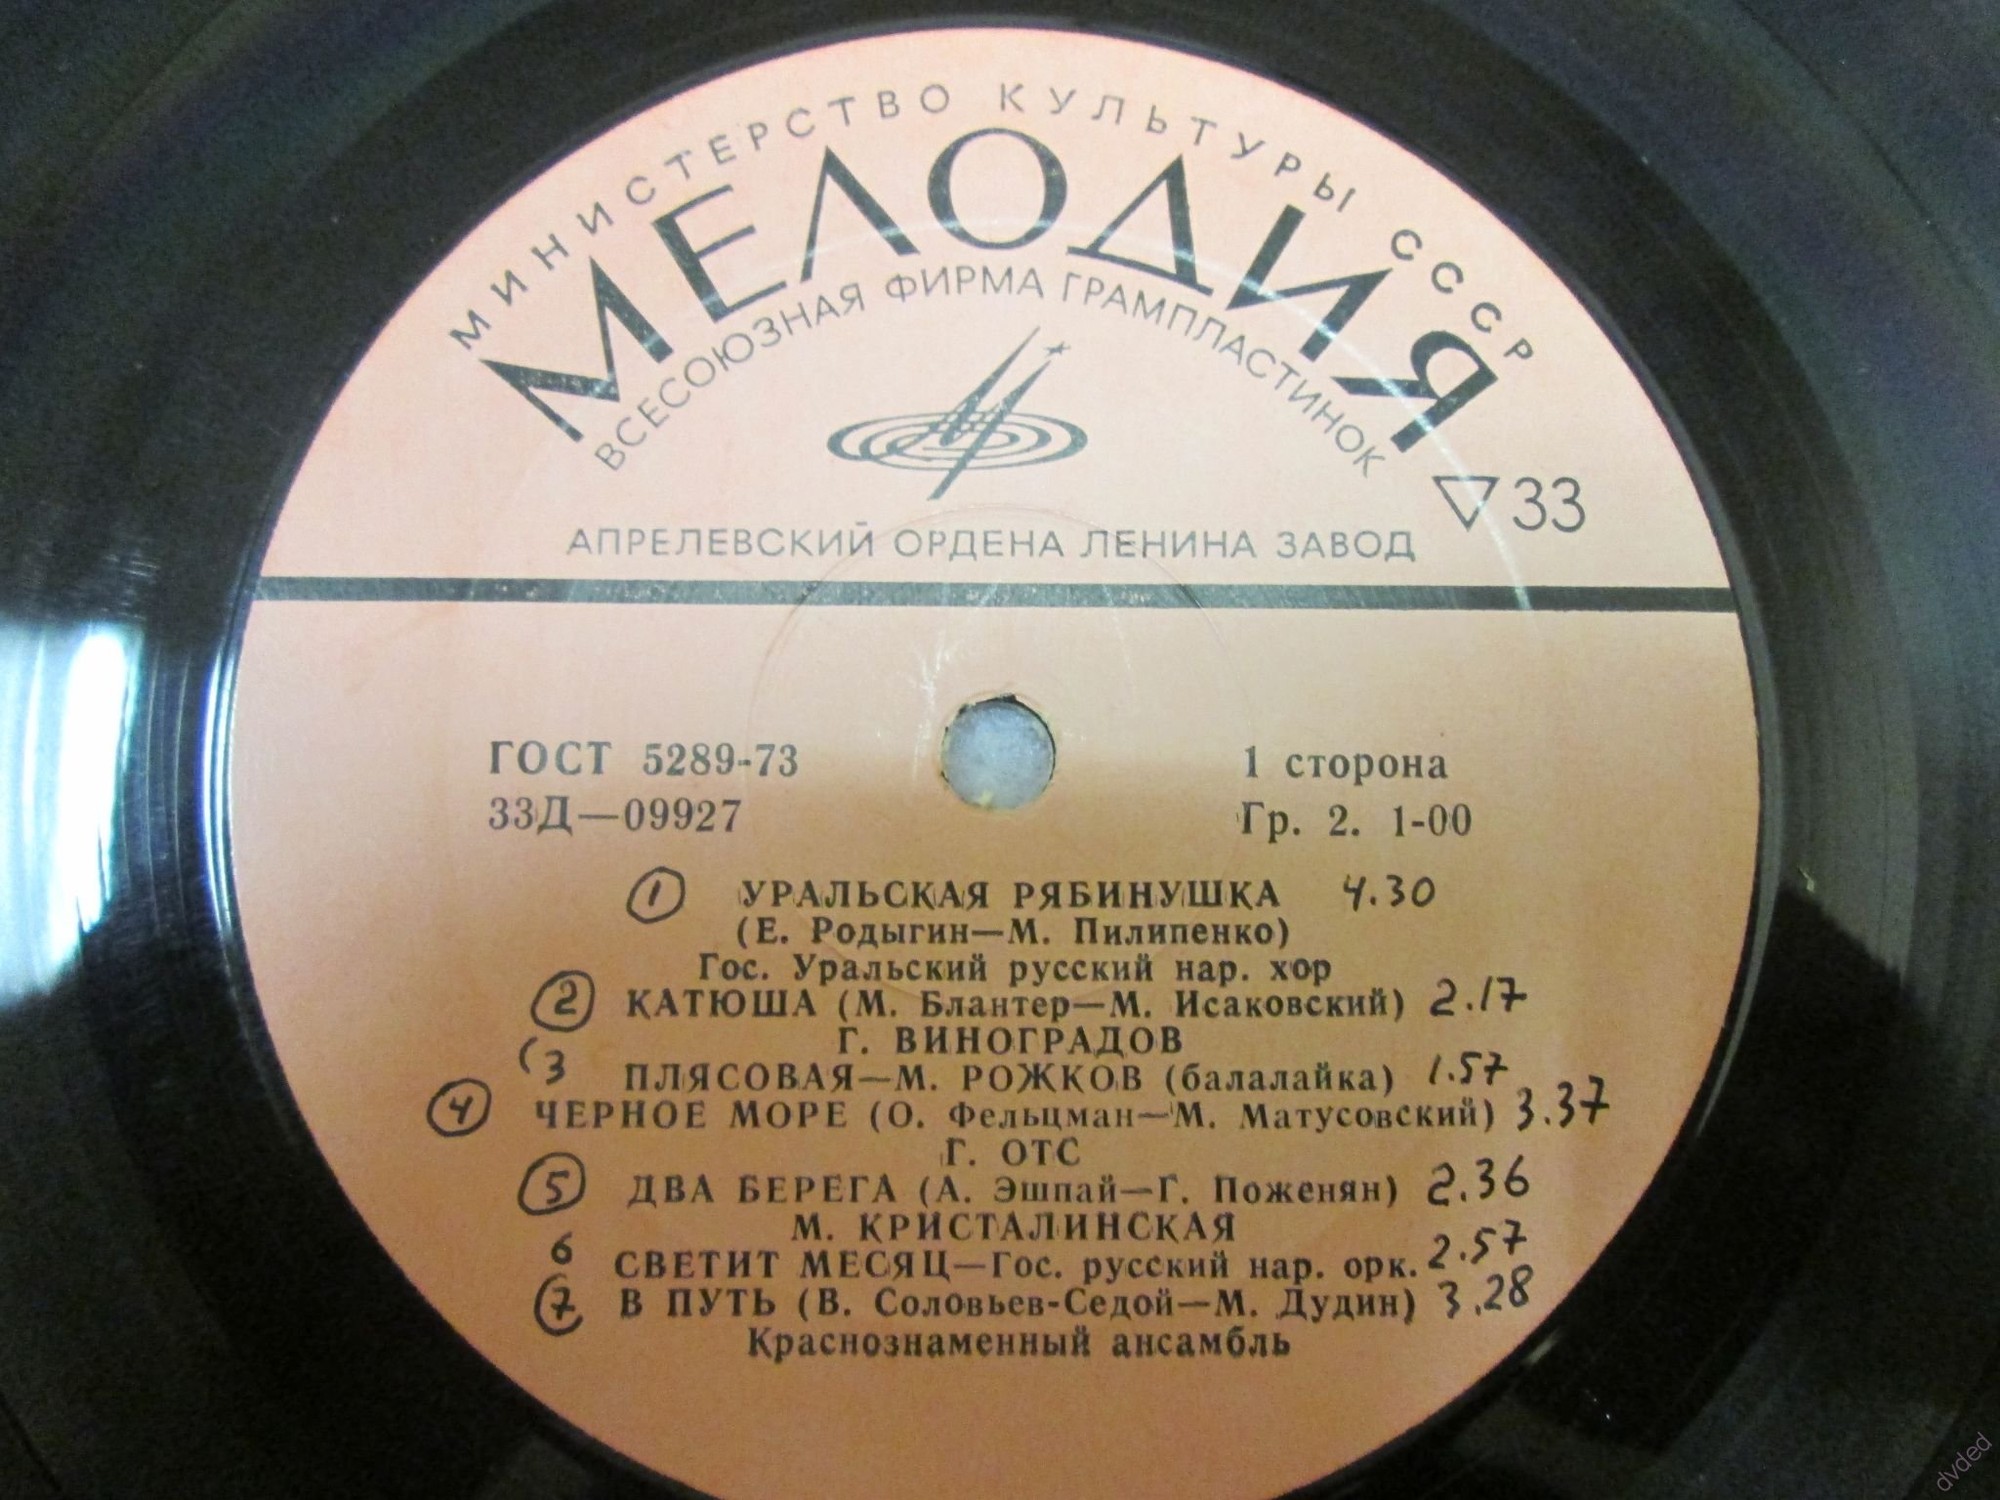 МИНИСТЕРСТВО КУЛЬТУРЫ СССР
МЕЛОДИЯ
ВСЕСОЮЗНАЯ ФИРМА ГРАМПЛАСТИНОК
▽33
АПРЕЛЕВСКИЙ ОРДЕНА ЛЕНИНА ЗАВОД
ГОСТ 5289-73 1 сторона
33Д—09927 Гр. 2. 1-00
1 УРАЛЬСКАЯ РЯБИНУШКА 4.30
(Е. Родыгин—М. Пилипенко)
Гос. Уральский русский нар. хор
2 КАТЮША (М. Блантер—М. Исаковский) 2.17
Г. ВИНОГРАДОВ
(3 ПЛЯСОВАЯ—М. РОЖКОВ (балалайка) 1.57
4 ЧЕРНОЕ МОРЕ (О. Фельцман—М. Матусовский) 3.37
Г. ОТС
5 ДВА БЕРЕГА (А. Эшпай—Г. Поженян) 2.36
М. КРИСТАЛИНСКАЯ
6 СВЕТИТ МЕСЯЦ—Гос. русский нар. орк. 2.57
7 В ПУТЬ (В. Соловьев-Седой—М. Дудин) 3.28
Краснознаменный ансамбль
dvded